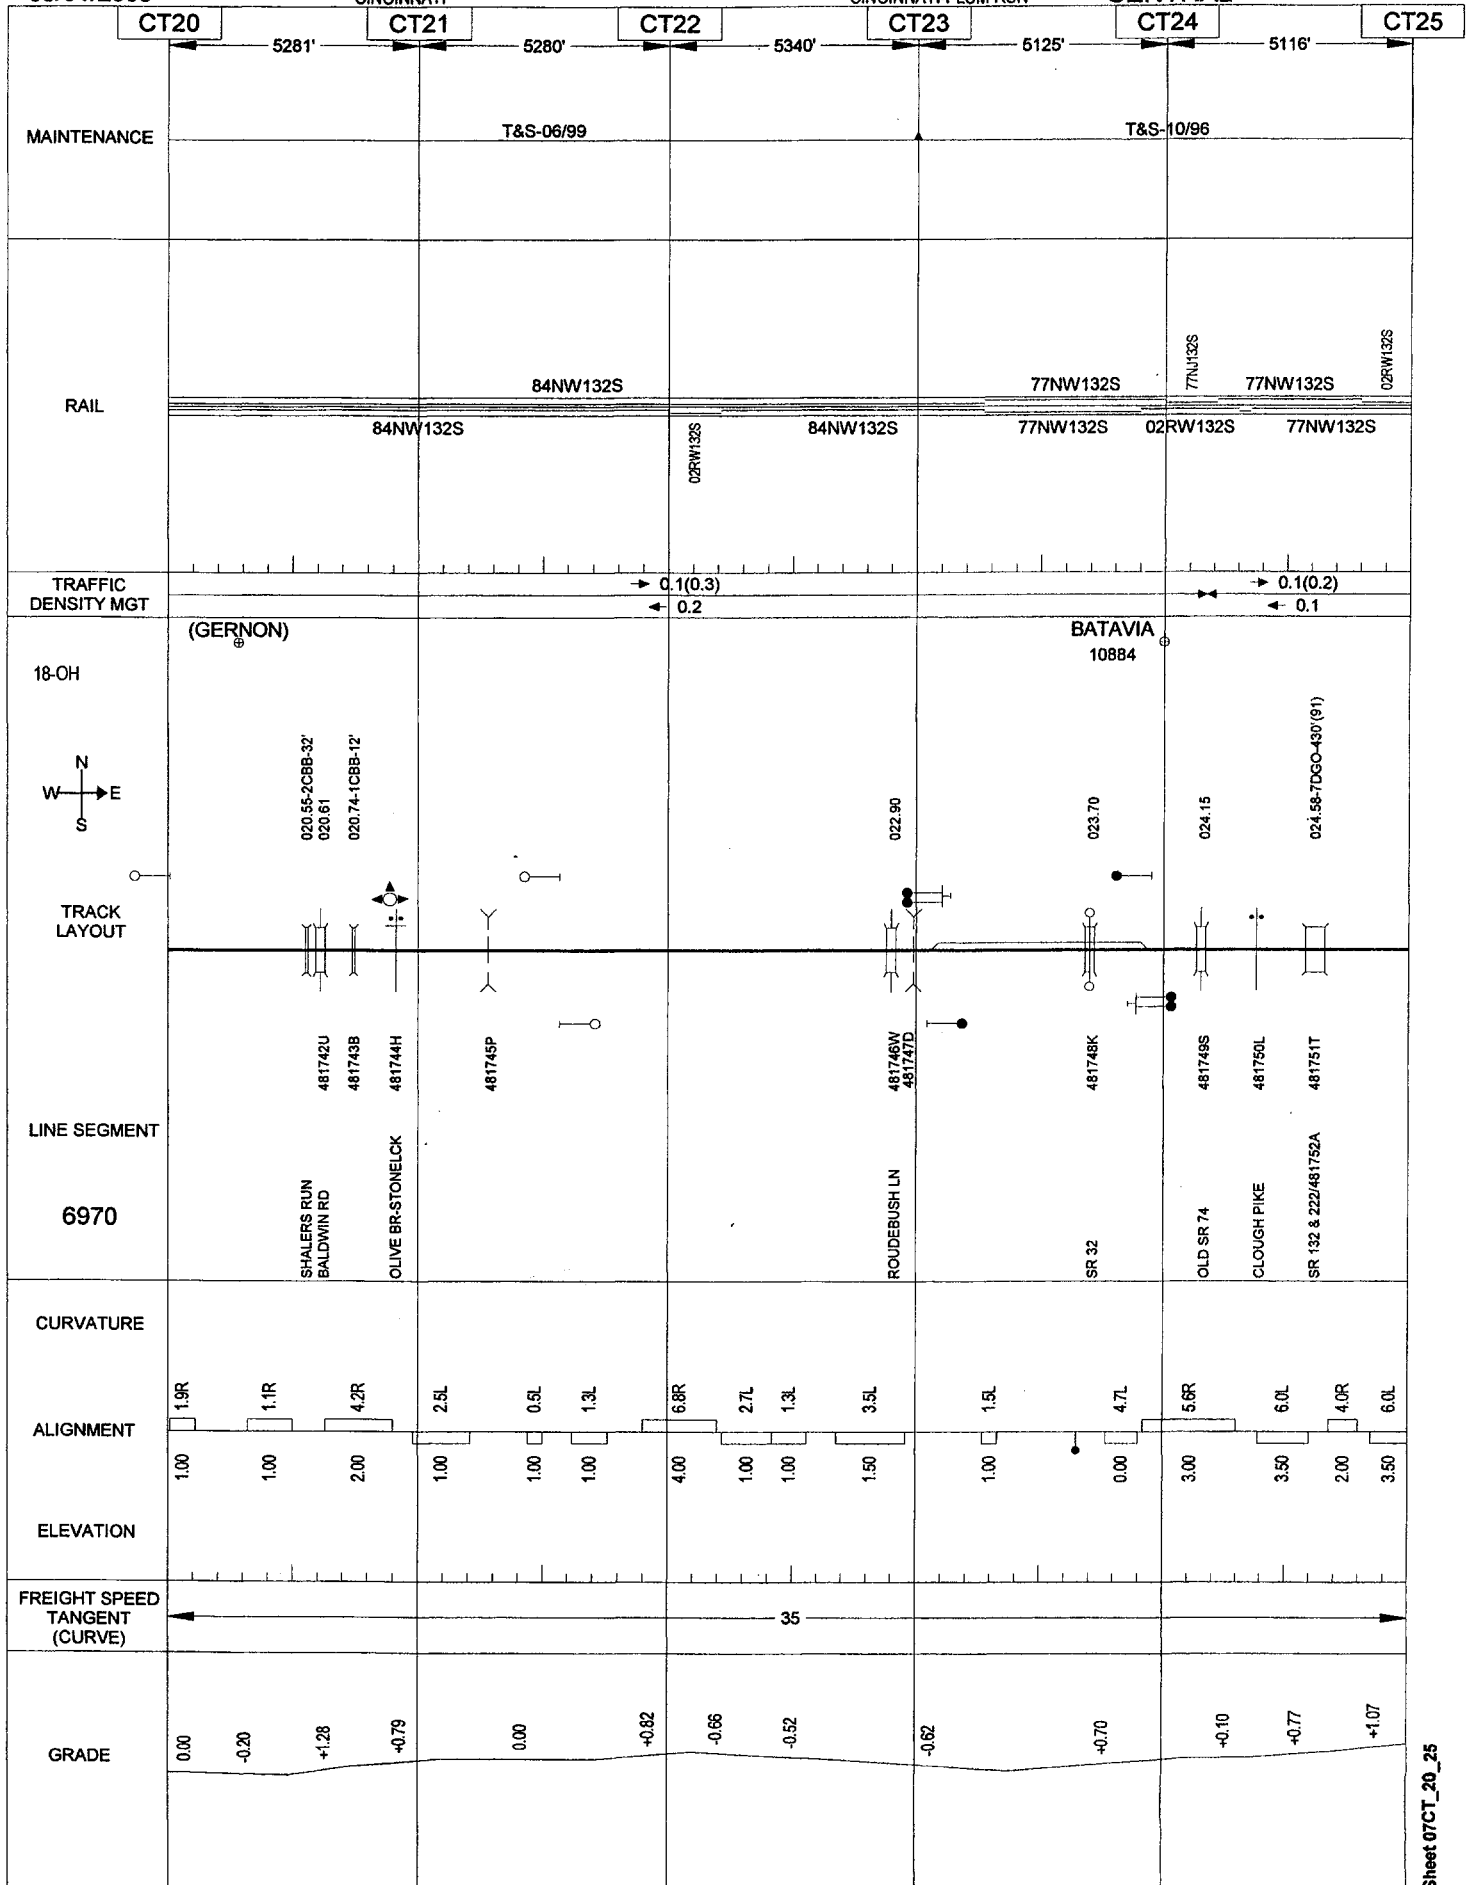 CT20 CT21 CT22 CT23 CT24 CT25
5281' 5280' 5340' 5125' 5116'
MAINTENANCE
T&S-06/99 T&S-10/96
RAIL
84NW132S 77NW132S 77NJ132S 77NW132S 02RW132S
84NW132S 02RW132S 84NW132S 77NW132S 02RW132S 77NW132S
TRAFFIC
DENSITY MGT
0.1(0.3) 0.1(0.2)
0.2 0.1
(GERNON) BATAVIA
10884
18-OH
N
W E
S
020.55-2CBB-32'
020.61
020.74-1CBB-12'
022.90
023.70
024.15
024.58-7DGO-430'(91)
TRACK
LAYOUT
481742U
481743B
481744H
481745P
481746W
481747D
481748K
481749S
481750L
481751T
LINE SEGMENT
6970
SHALERS RUN
BALDWIN RD
OLIVE BR-STONELCK
ROUDEBUSH LN
SR 32
OLD SR 74
CLOUGH PIKE
SR 132 & 222/481752A
CURVATURE
1.9R 1.1R 4.2R 2.5L 0.5L 1.3L 6.8R 2.7L 1.3L 3.5L 1.5L 4.7L 5.6R 6.0L 4.0R 6.0L
ALIGNMENT
1.00 1.00 2.00 1.00 1.00 1.00 4.00 1.00 1.00 1.50 1.00 0.00 3.00 3.50 2.00 3.50
ELEVATION
FREIGHT SPEED
TANGENT
(CURVE)
35
GRADE
0.00 -0.20 +1.28 +0.79 0.00 +0.82 -0.66 -0.52 -0.62 +0.70 +0.10 +0.77 +1.07
Sheet 07CT_20_25